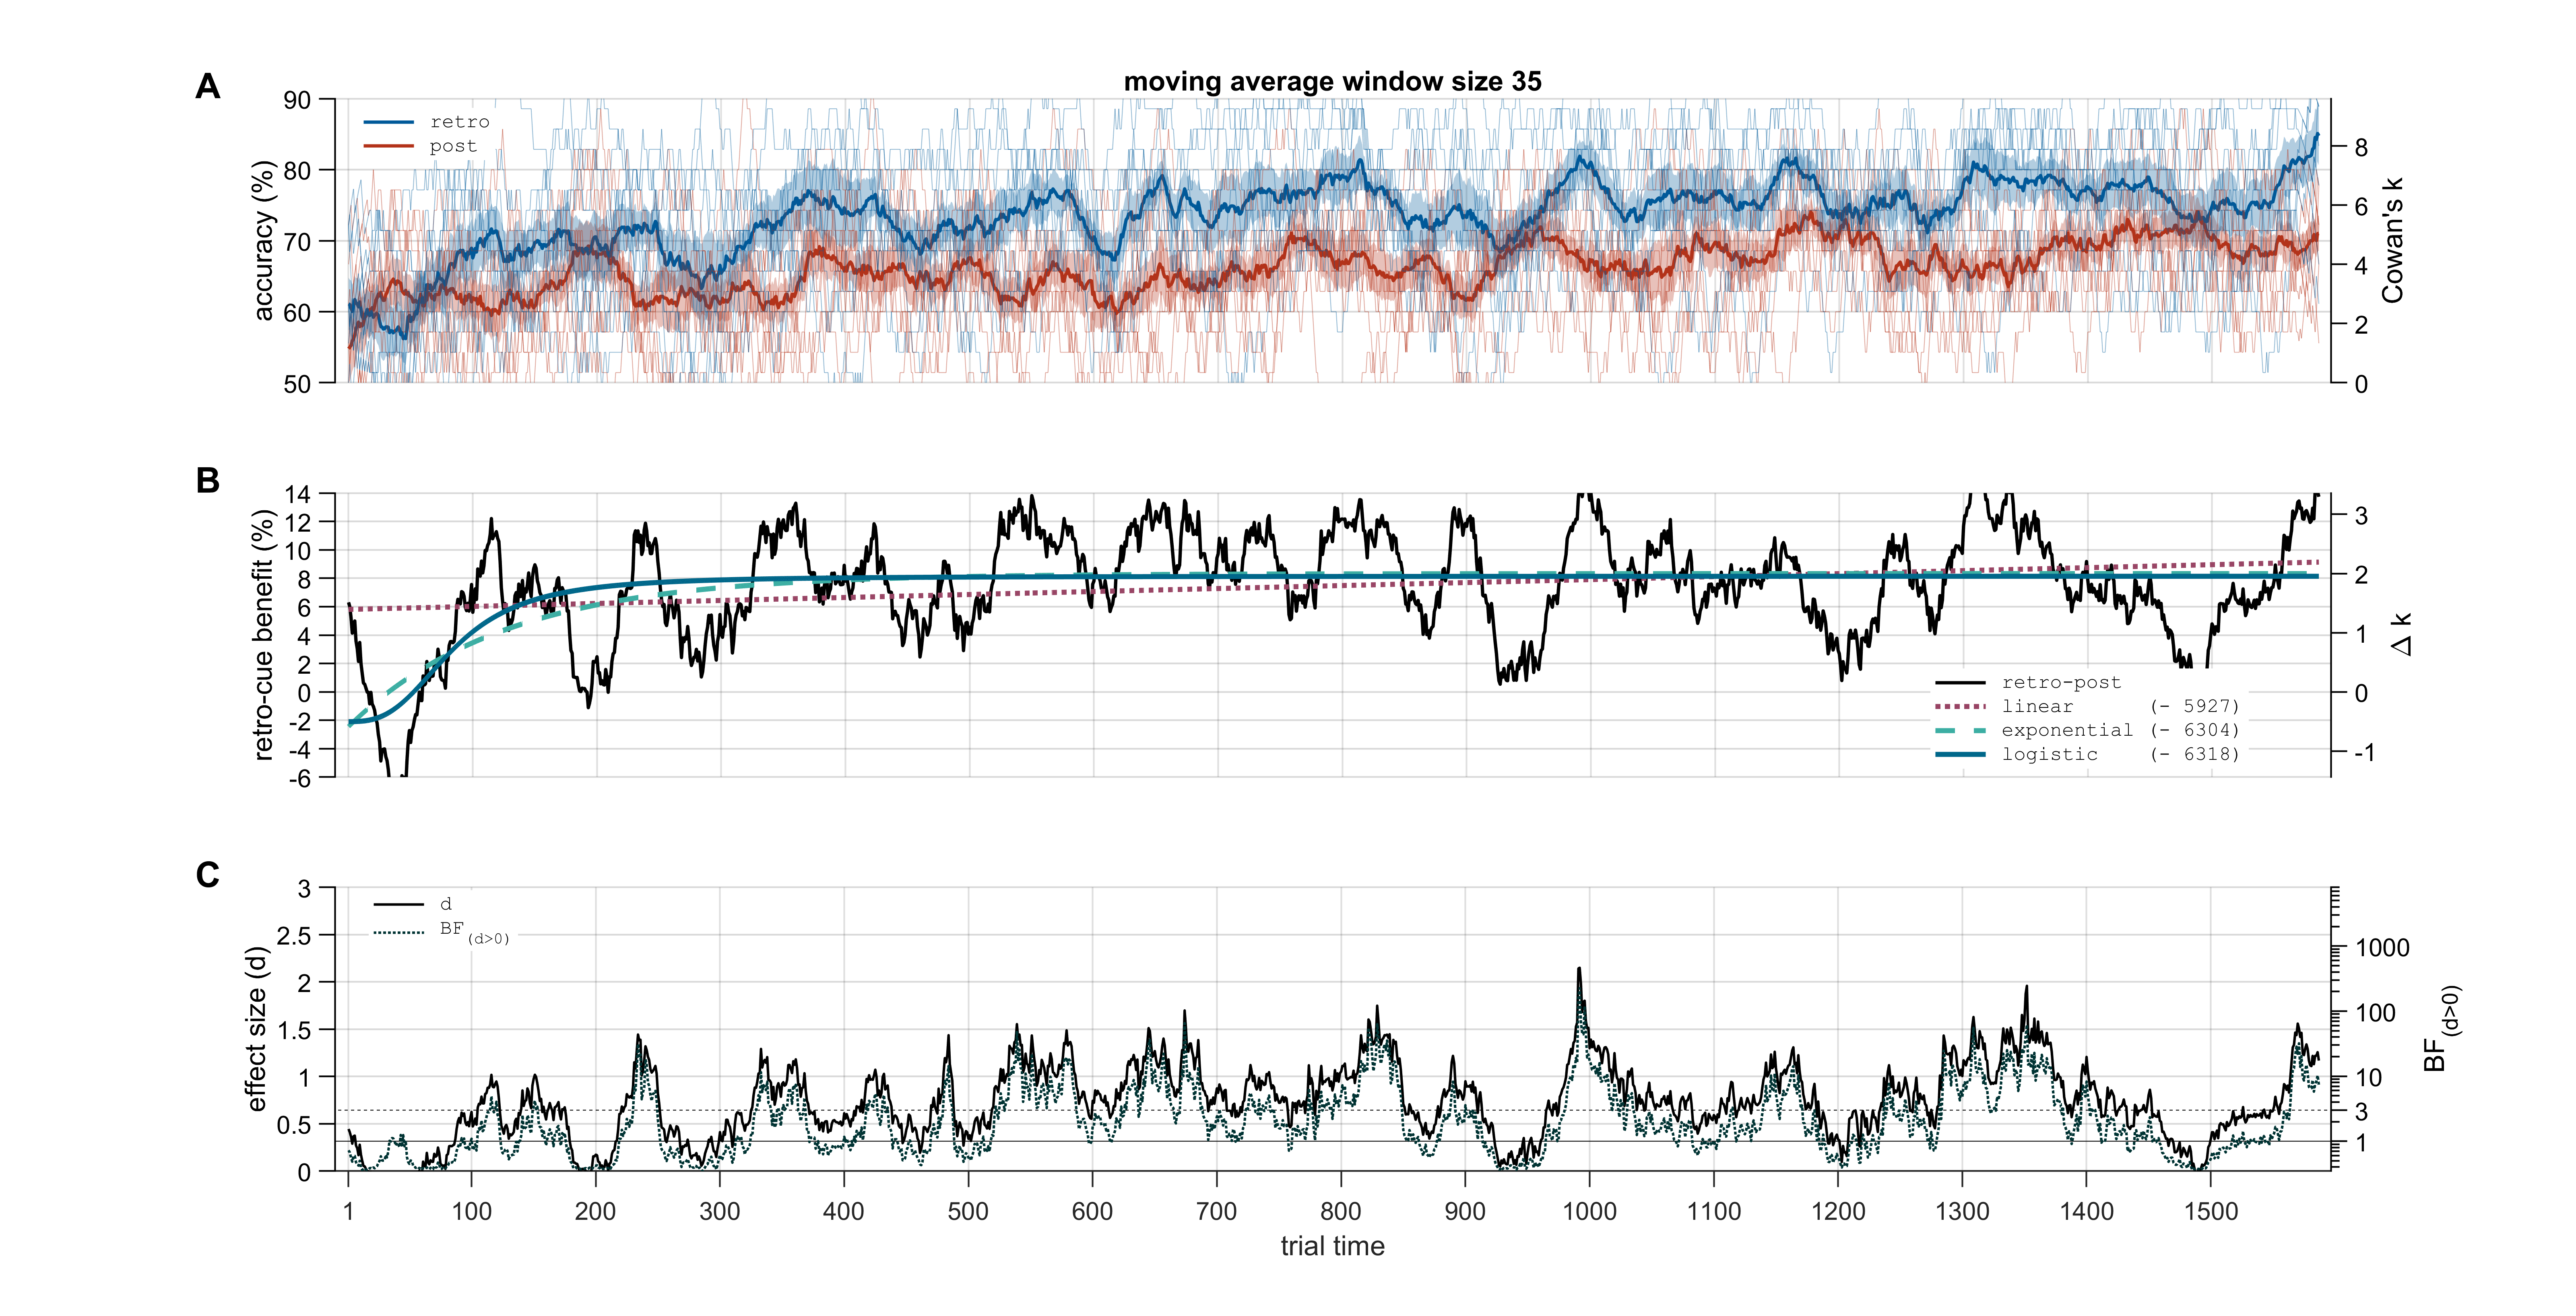 A
moving average window size 35
accuracy (%)
90
80
70
60
50
retro
post
8
6
4
2
0
Cowan's k
B
retro-cue benefit (%)
14
12
10
8
6
4
2
0
-2
-4
-6
3
2
1
0
-1
Δ k
retro-post
linear (- 5927)
exponential (- 6304)
logistic (- 6318)
C
effect size (d)
3
2.5
2
1.5
1
0.5
0
d
BF(d>0)
1000
100
10
3
1
BF(d>0)
1 100 200 300 400 500 600 700 800 900 1000 1100 1200 1300 1400 1500
trial time